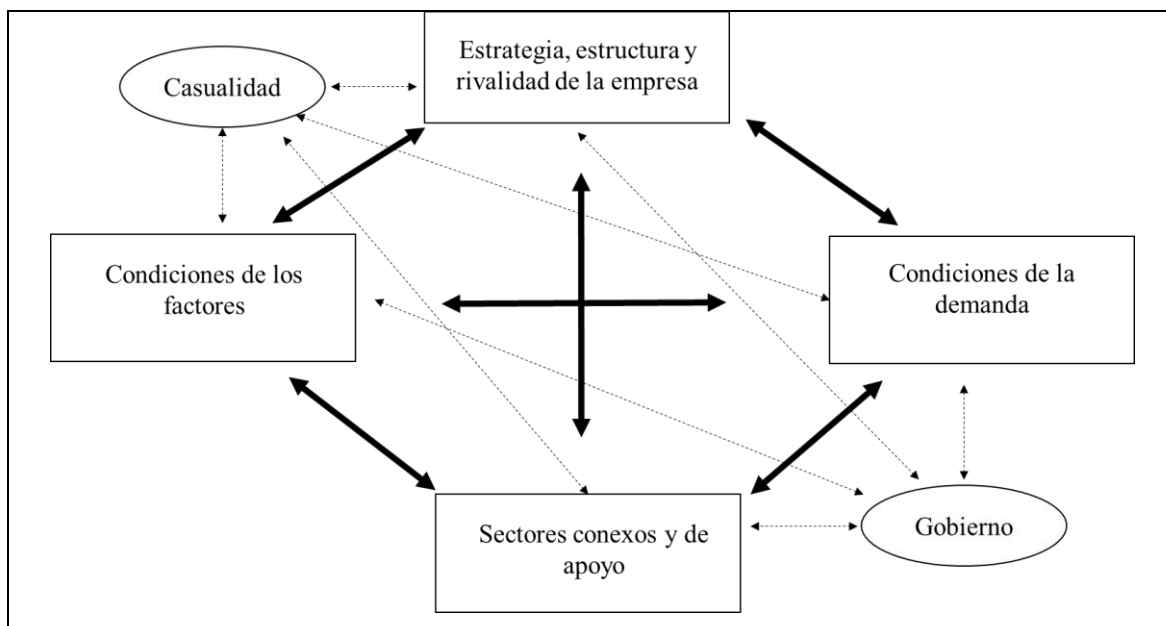 Estrategia, estructura y
rivalidad de la empresa
Casualidad
Condiciones de los
factores
Condiciones de la
demanda
Sectores conexos y de
apoyo
Gobierno